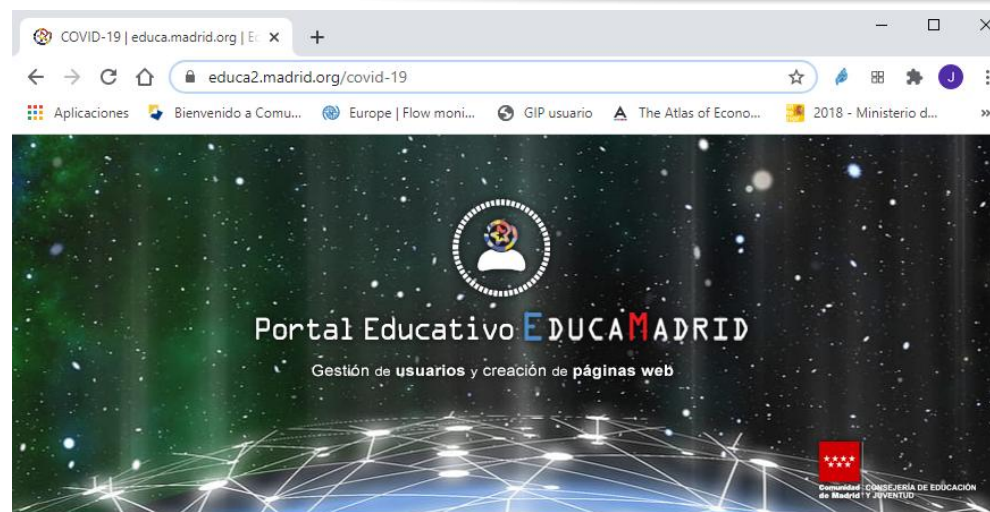 COVID-19 | educa.madrid.org | Ec
educa2.madrid.org/covid-19
J
Aplicaciones Bienvenido a Comu... Europe | Flow moni... GIP usuario The Atlas of Econo... 2018 - Ministerio d... »
Portal Educativo EDUCAMADRID
Gestión de usuarios y creación de páginas web
Comunidad de Madrid
CONSEJERÍA DE EDUCACIÓN
Y JUVENTUD